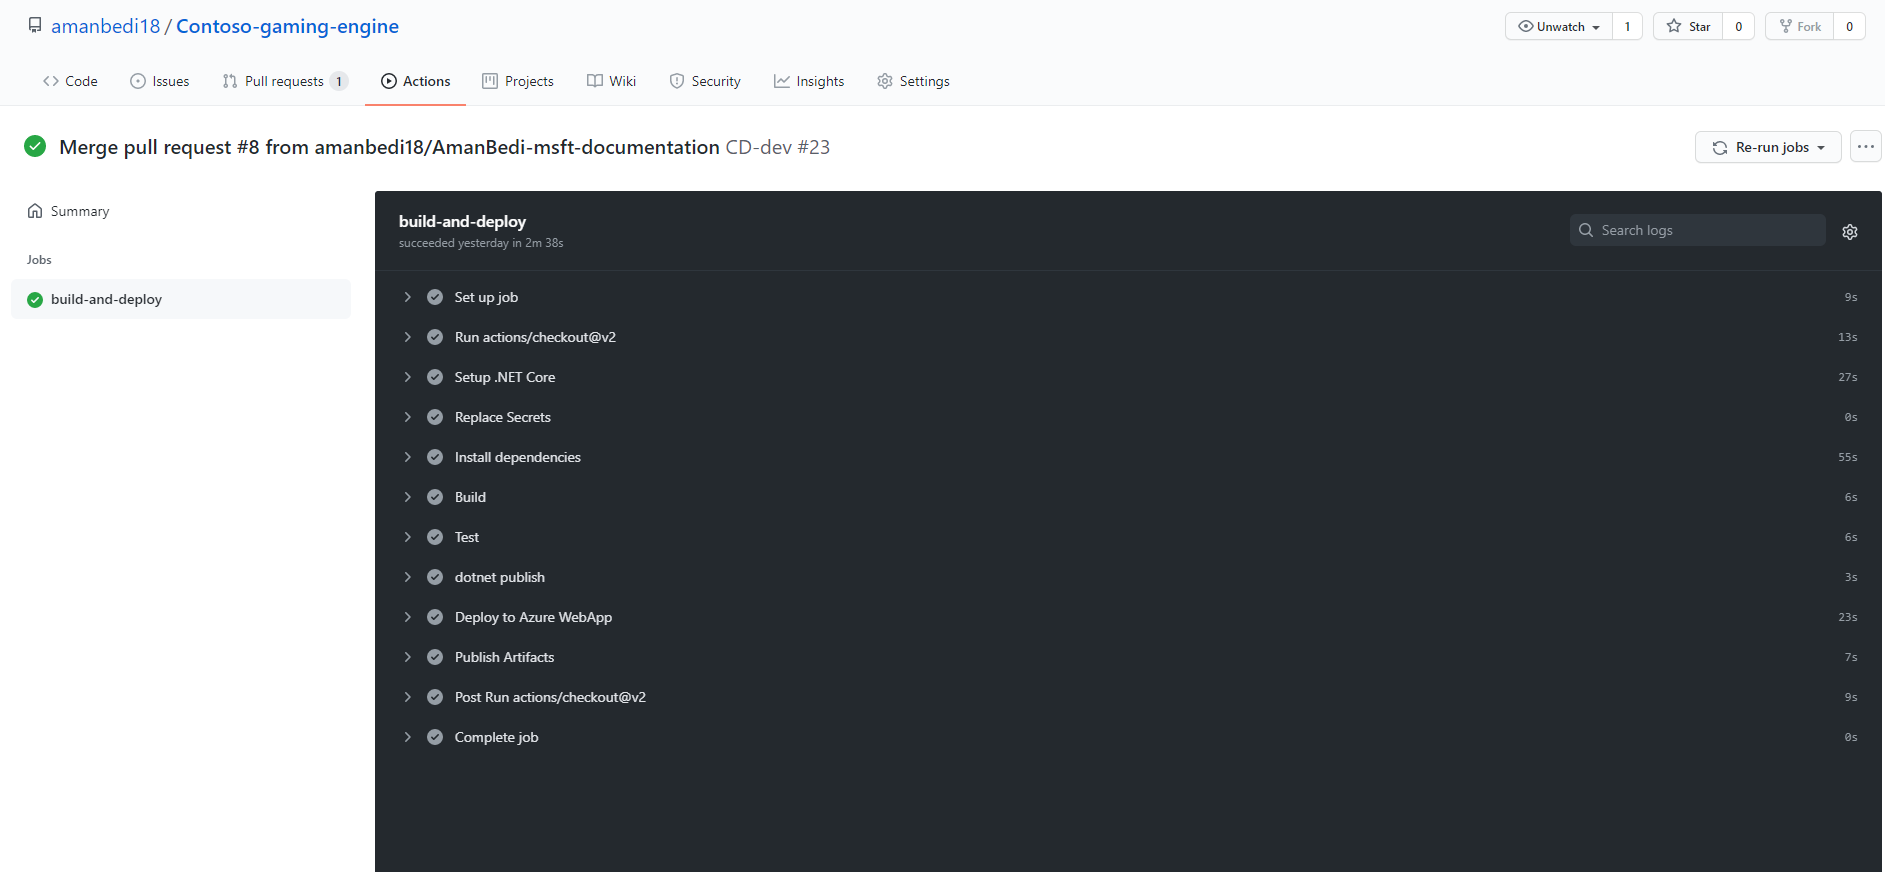 amanbedi18 / Contoso-gaming-engine
Unwatch 1 Star 0 Fork 0
Code Issues Pull requests 1 Actions Projects Wiki Security Insights Settings
Merge pull request #8 from amanbedi18/AmanBedi-msft-documentation CD-dev #23
Re-run jobs ...
Summary
Jobs
build-and-deploy
build-and-deploy
succeeded yesterday in 2m 38s
Search logs
Set up job 9s
Run actions/checkout@v2 13s
Setup .NET Core 27s
Replace Secrets 0s
Install dependencies 55s
Build 6s
Test 6s
dotnet publish 3s
Deploy to Azure WebApp 23s
Publish Artifacts 7s
Post Run actions/checkout@v2 9s
Complete job 0s